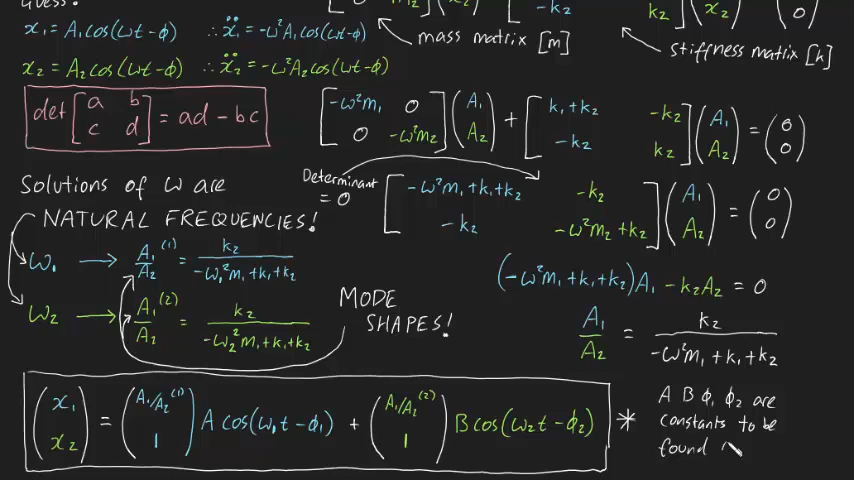 Guess:
x₁ = A₁cos(ωt-ϕ) ∴ ẍ₁ = -ω²A₁cos(ωt-ϕ)
x₂ = A₂cos(ωt-ϕ) ∴ ẍ₂ = -ω²A₂cos(ωt-ϕ)
mass matrix [m]
-k₂
k₂] (x₂) (0)
stiffness matrix [k]
det [a b; c d] = ad - bc
[-ω²m₁ 0; 0 -ω²m₂] (A₁; A₂) + [k₁+k₂ -k₂; -k₂ k₂] (A₁; A₂) = (0; 0)
Solutions of ω are
NATURAL FREQUENCIES!
Determinant = 0
[-ω²m₁+k₁+k₂ -k₂; -k₂ -ω²m₂+k₂] (A₁; A₂) = (0; 0)
ω₁ → A₁/A₂ ⁽¹⁾ = k₂/(-ω₁²m₁+k₁+k₂)
ω₂ → A₁/A₂ ⁽²⁾ = k₂/(-ω₂²m₁+k₁+k₂)
MODE
SHAPES!
(-ω²m₁+k₁+k₂)A₁ - k₂A₂ = 0
A₁/A₂ = k₂/(-ω²m₁+k₁+k₂)
(x₁; x₂) = (A₁/A₂⁽¹⁾; 1) A cos(ω₁t-ϕ₁) + (A₁/A₂⁽²⁾; 1) B cos(ω₂t-ϕ₂) *
A B ϕ₁ ϕ₂ are
constants to be
found